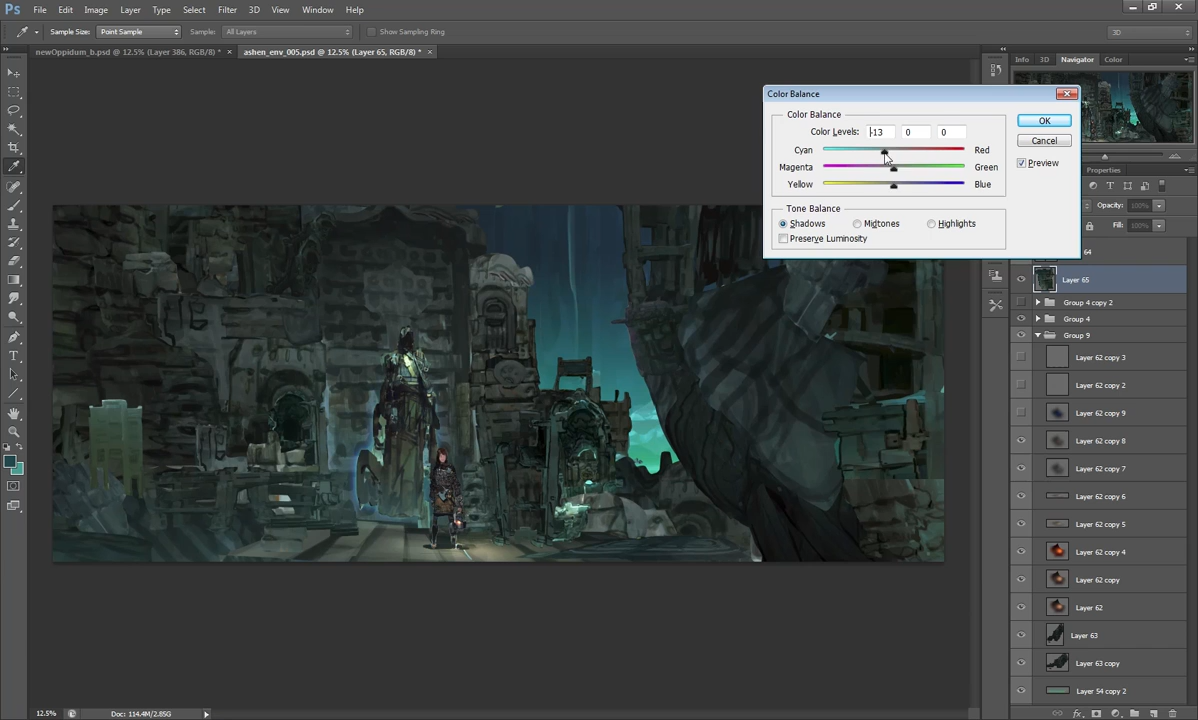 Ps File Edit Image Layer Type Select Filter 3D View Window Help
Sample Size: Point Sample Sample: All Layers Show Sampling Ring 3D
newOppidum_b.psd @ 12.5% (Layer 386, RGB/8) * × ashen_env_005.psd @ 12.5% (Layer 65, RGB/8) * ×
Info 3D Navigator Color
Color Balance
Color Balance
Color Levels: -13 0 0
Cyan Red
Magenta Green
Yellow Blue
Tone Balance
Shadows Midtones Highlights
Preserve Luminosity
OK
Cancel
Preview
Properties
Opacity: 100%
Fill: 100%
64
Layer 65
Group 4 copy 2
Group 4
Group 9
Layer 62 copy 3
Layer 62 copy 2
Layer 62 copy 9
Layer 62 copy 8
Layer 62 copy 7
Layer 62 copy 6
Layer 62 copy 5
Layer 62 copy 4
Layer 62 copy
Layer 62
Layer 63
Layer 63 copy
Layer 54 copy 2
12.5% Doc: 114.4M/2.85G